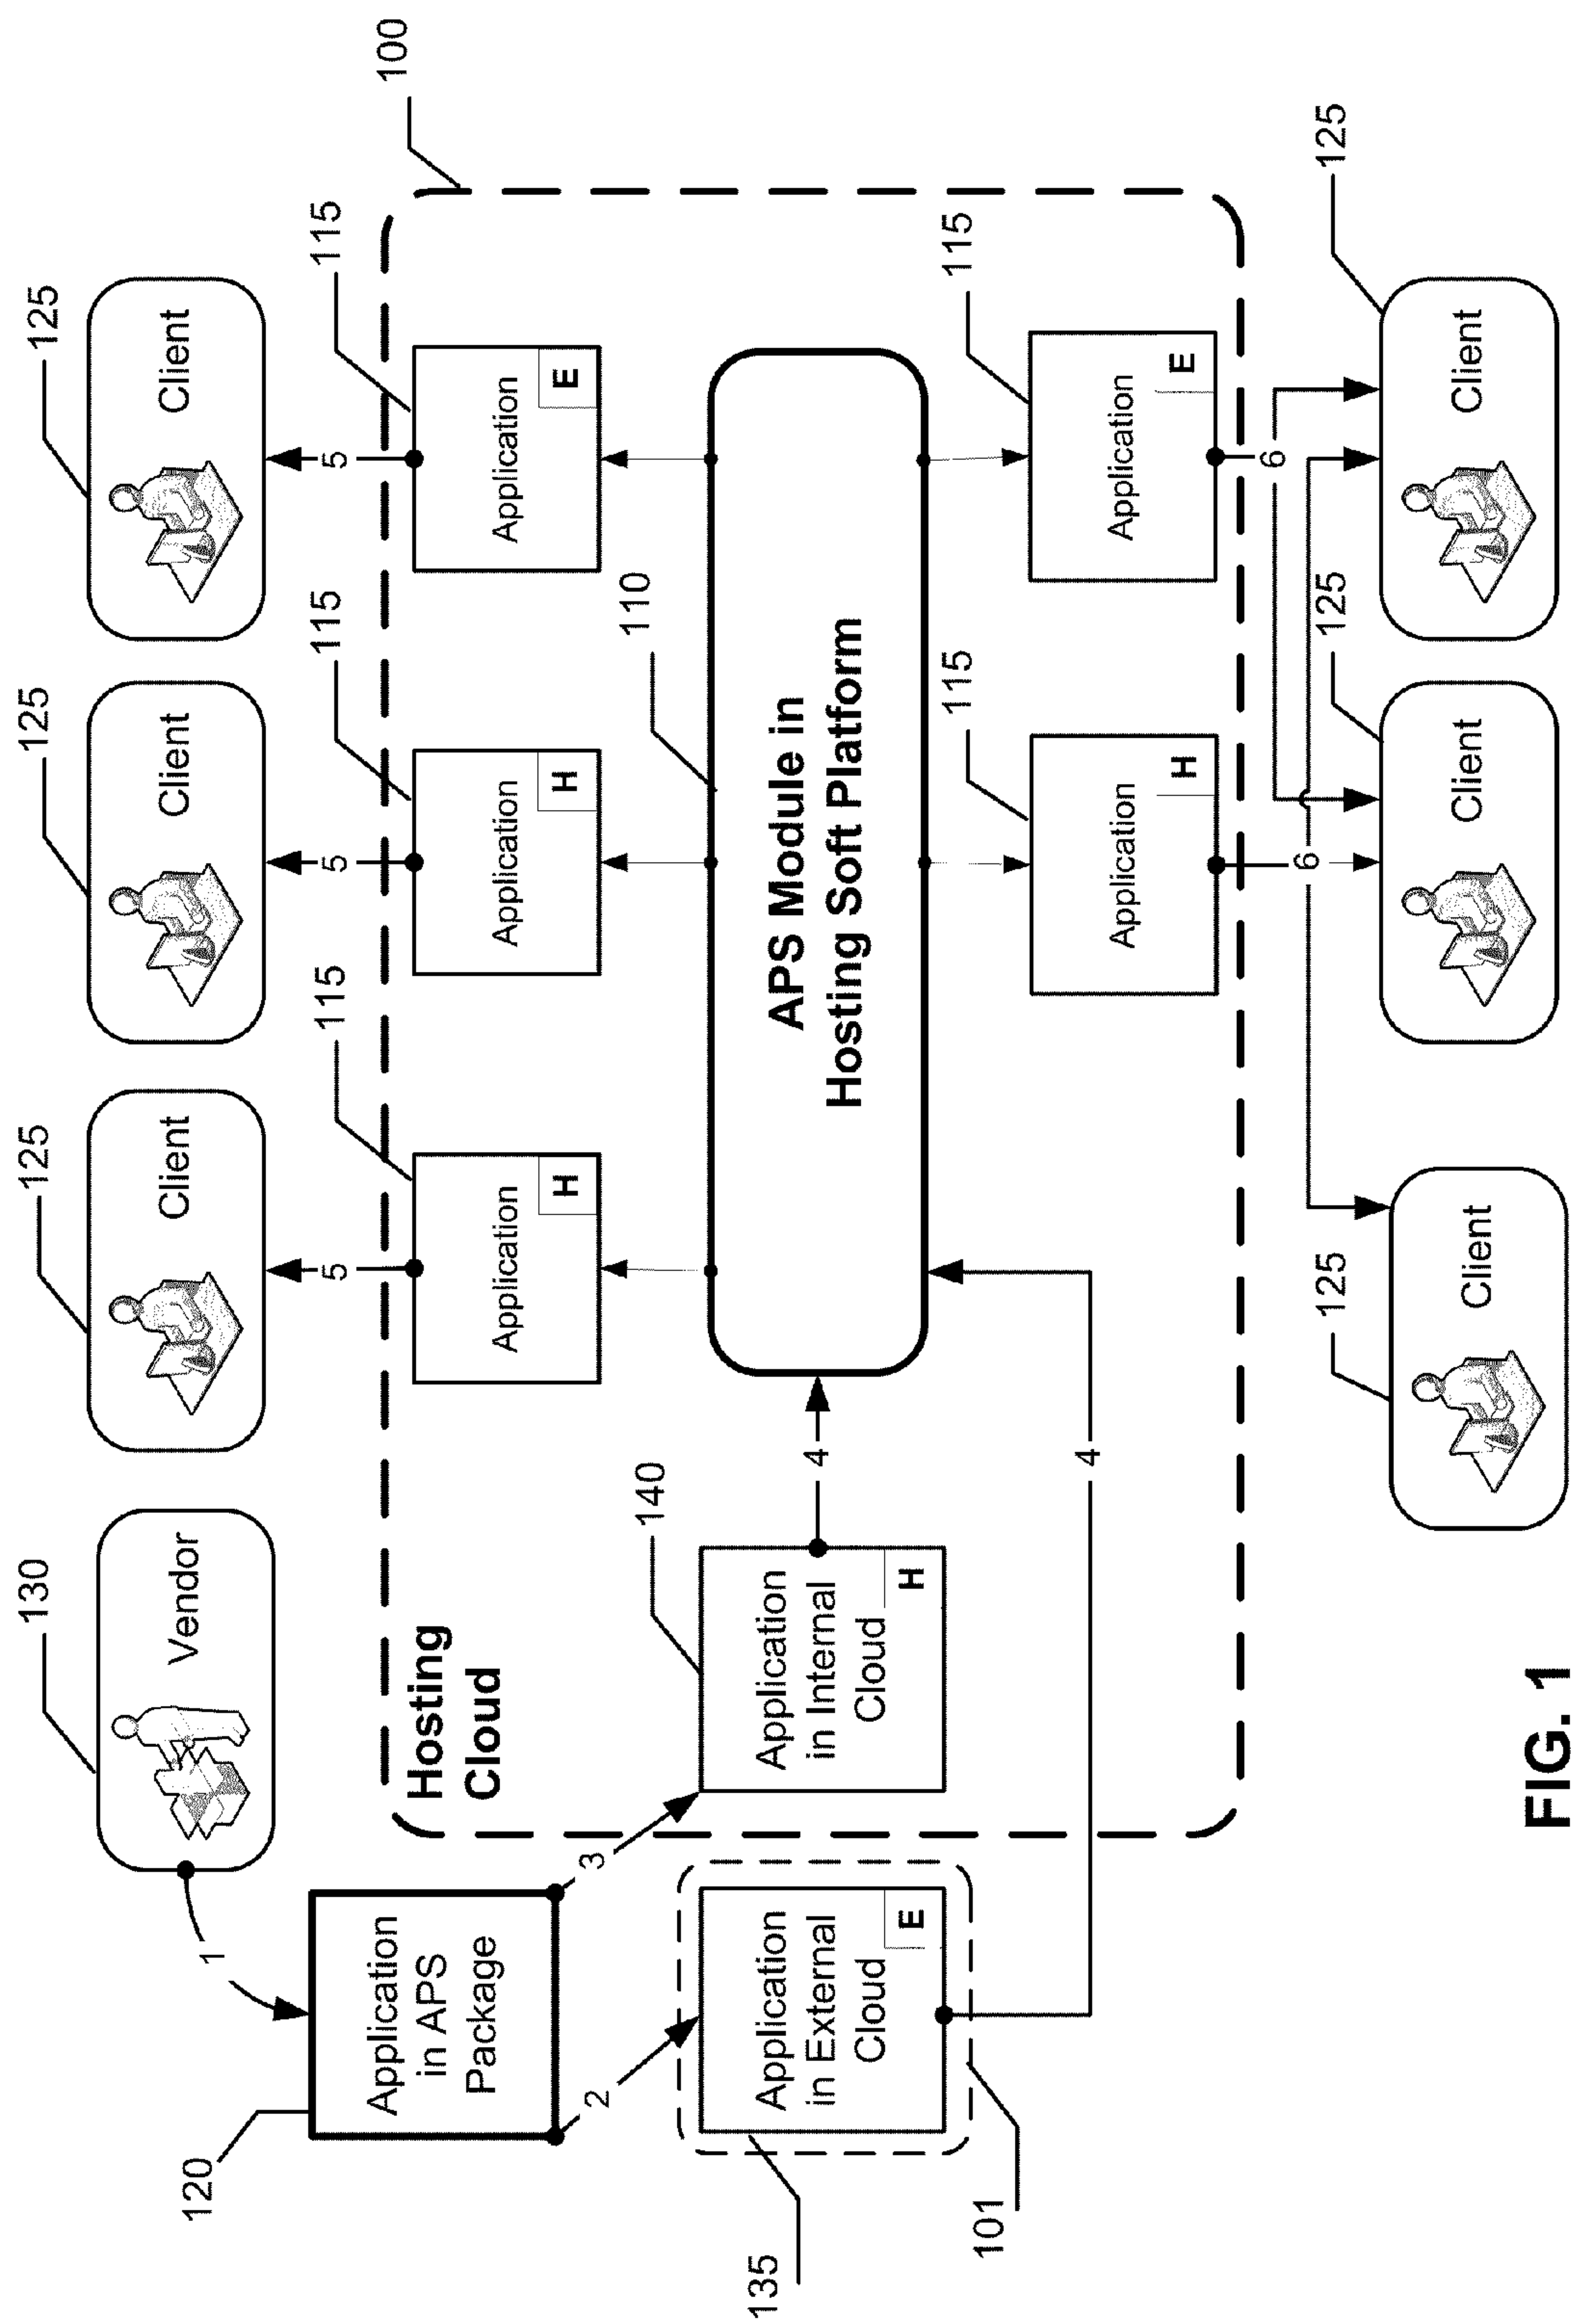 130
Vendor
125
Client
125
Client
125
Client
1
5
5
5
115
115
115
100
120
Application
in APS
Package
Hosting
Cloud
Application
H
Application
H
Application
E
3
2
140
110
Application
in External
Cloud
E
Application
in Internal
Cloud
H
4
APS Module in
Hosting Soft Platform
135
101
4
115
115
Application
H
Application
E
6
6
125
Client
125
Client
125
Client
FIG. 1